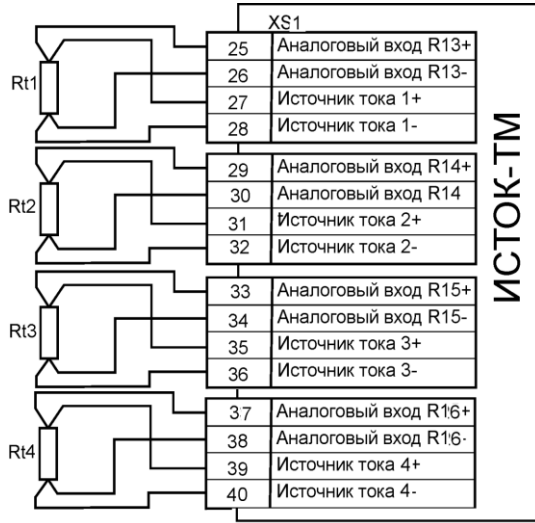 XS1
25 Аналоговый вход R13+
26 Аналоговый вход R13-
Rt1
27 Источник тока 1+
28 Источник тока 1-
29 Аналоговый вход R14+
30 Аналоговый вход R14
Rt2
31 Источник тока 2+
32 Источник тока 2-
33 Аналоговый вход R15+
34 Аналоговый вход R15-
Rt3
35 Источник тока 3+
36 Источник тока 3-
37 Аналоговый вход R16+
38 Аналоговый вход R16-
Rt4
39 Источник тока 4+
40 Источник тока 4-
ИСТОК-ТМ